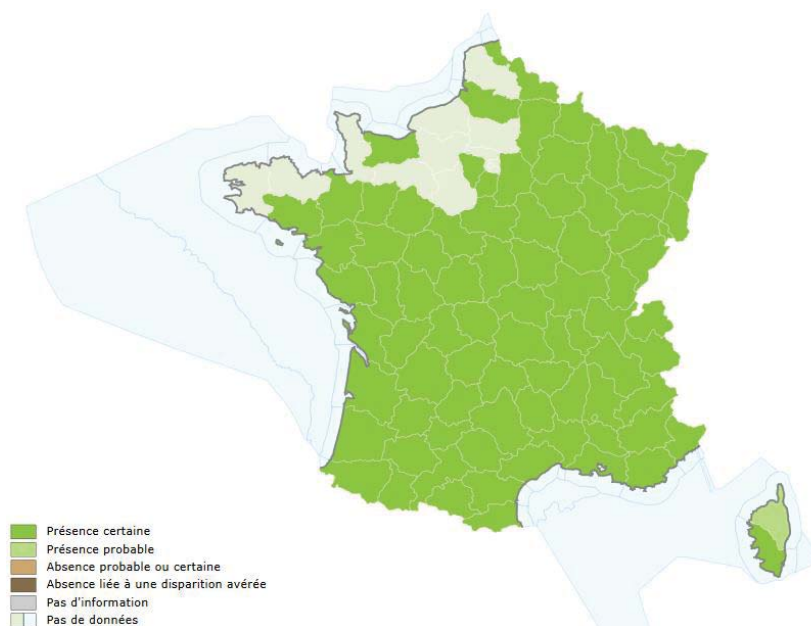 Présence certaine
Présence probable
Absence probable ou certaine
Absence liée à une disparition avérée
Pas d'information
Pas de données